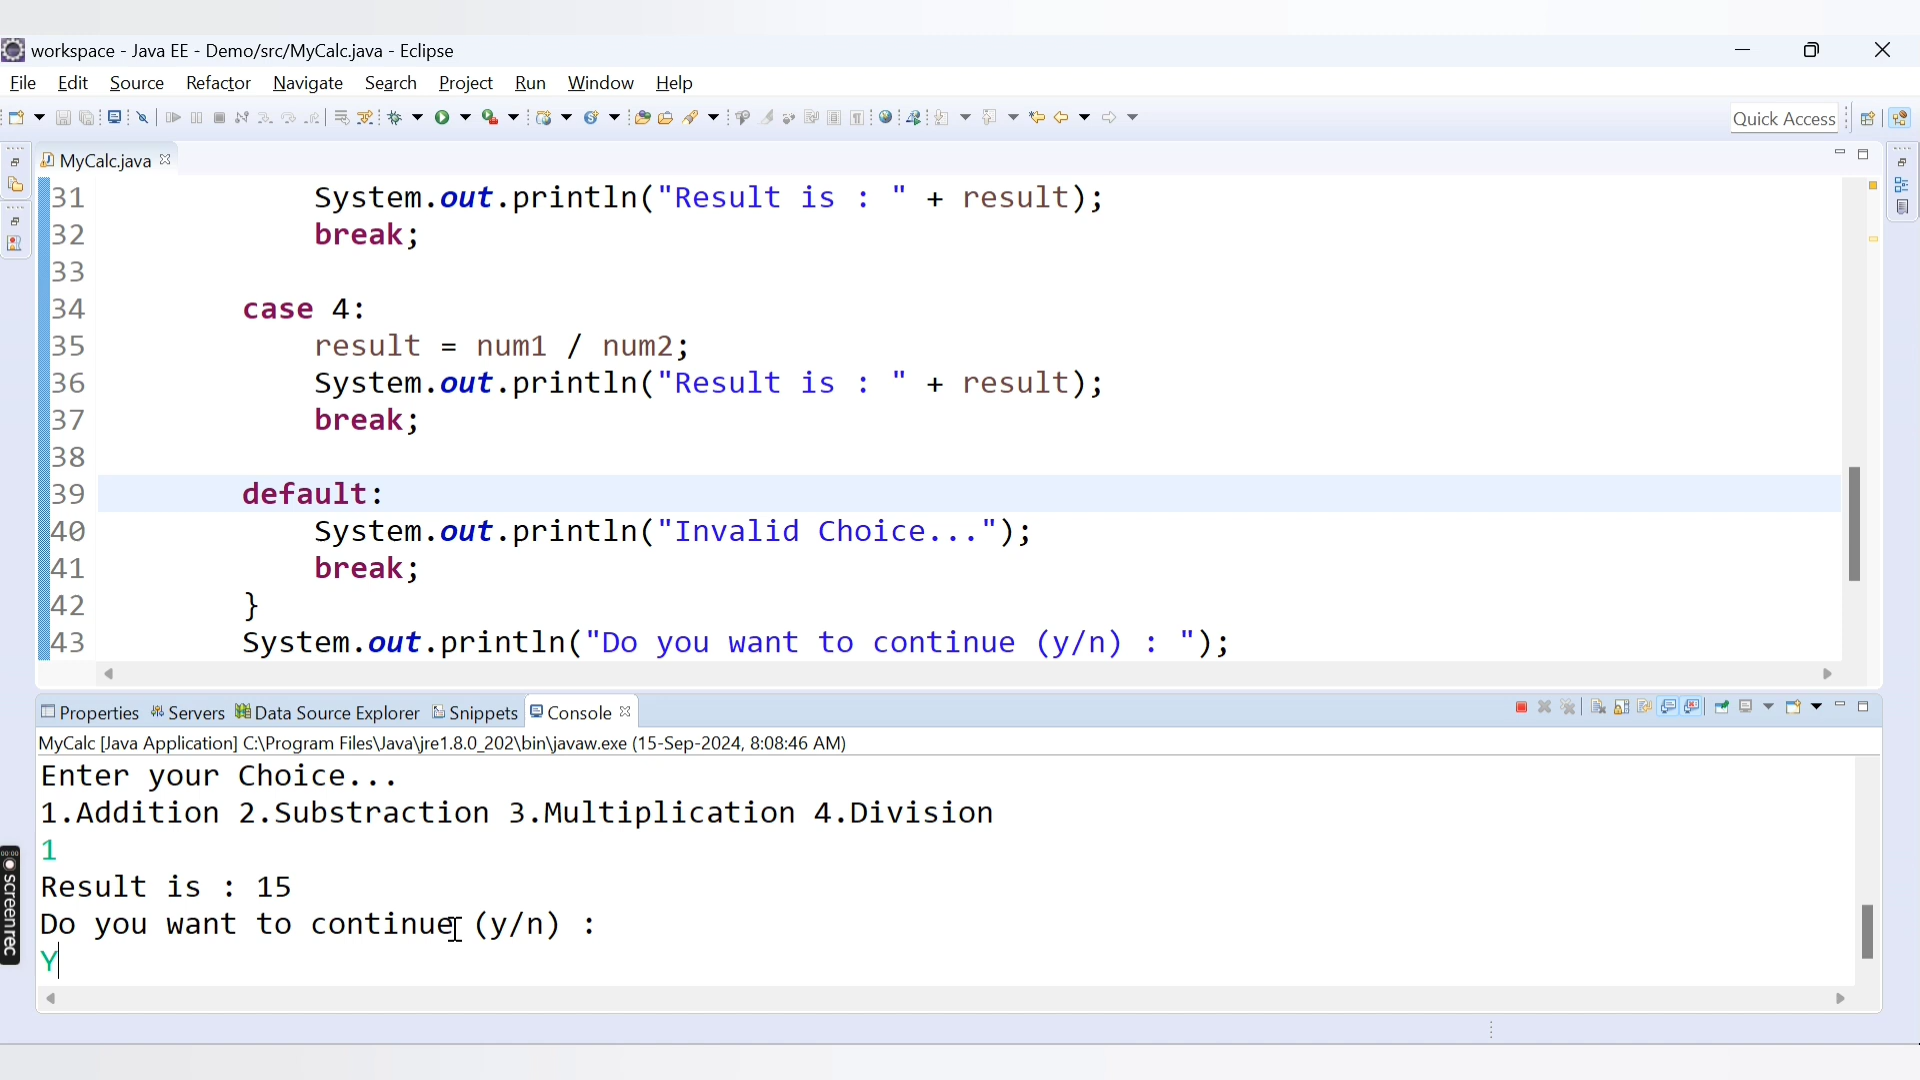 workspace - Java EE - Demo/src/MyCalc.java - Eclipse
File Edit Source Refactor Navigate Search Project Run Window Help
Quick Access
MyCalc.java
31 System.out.println("Result is : " + result);
32 break;
33
34 case 4:
35 result = num1 / num2;
36 System.out.println("Result is : " + result);
37 break;
38
39 default:
40 System.out.println("Invalid Choice...");
41 break;
42 }
43 System.out.println("Do you want to continue (y/n) : ");
Properties Servers Data Source Explorer Snippets Console
MyCalc [Java Application] C:\Program Files\Java\jre1.8.0_202\bin\javaw.exe (15-Sep-2024, 8:08:46 AM)
Enter your Choice...
1.Addition 2.Substraction 3.Multiplication 4.Division
1
Result is : 15
Do you want to continue (y/n) :
Y
00:00
screenrec